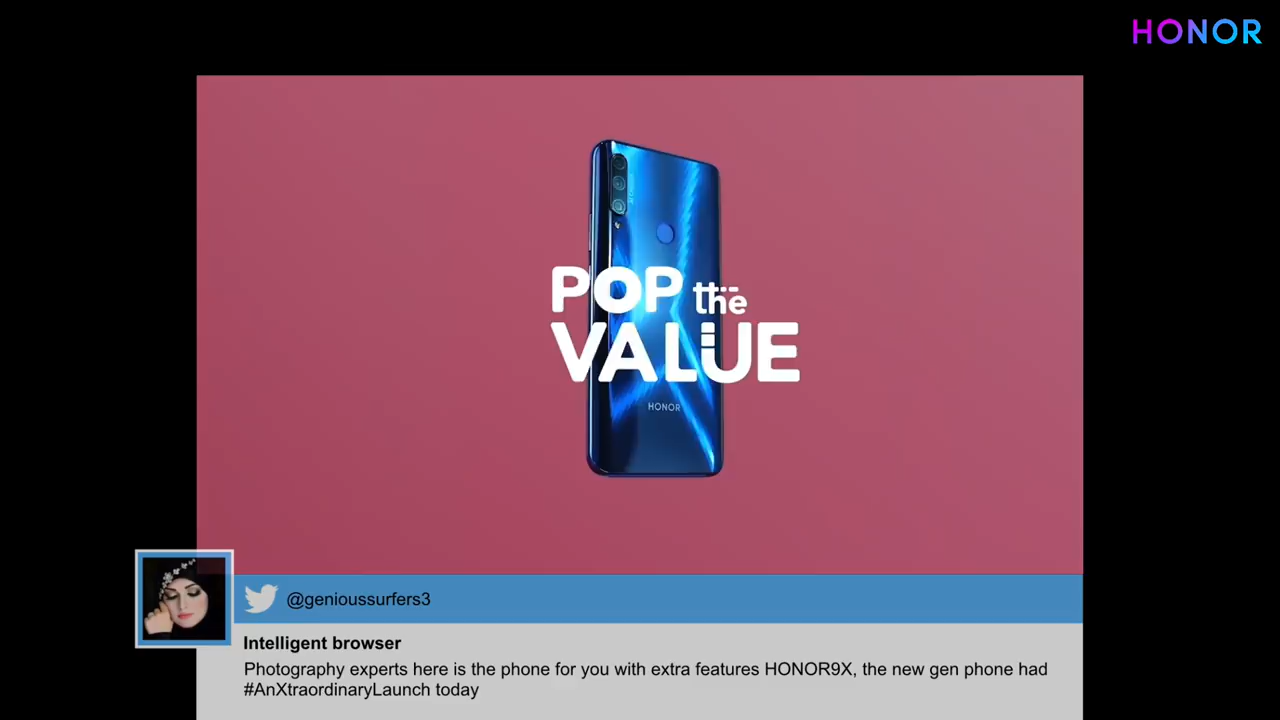 HONOR
POP the
VALUE
HONOR
@genioussurfers3
Intelligent browser
Photography experts here is the phone for you with extra features HONOR9X, the new gen phone had
#AnXtraordinaryLaunch today